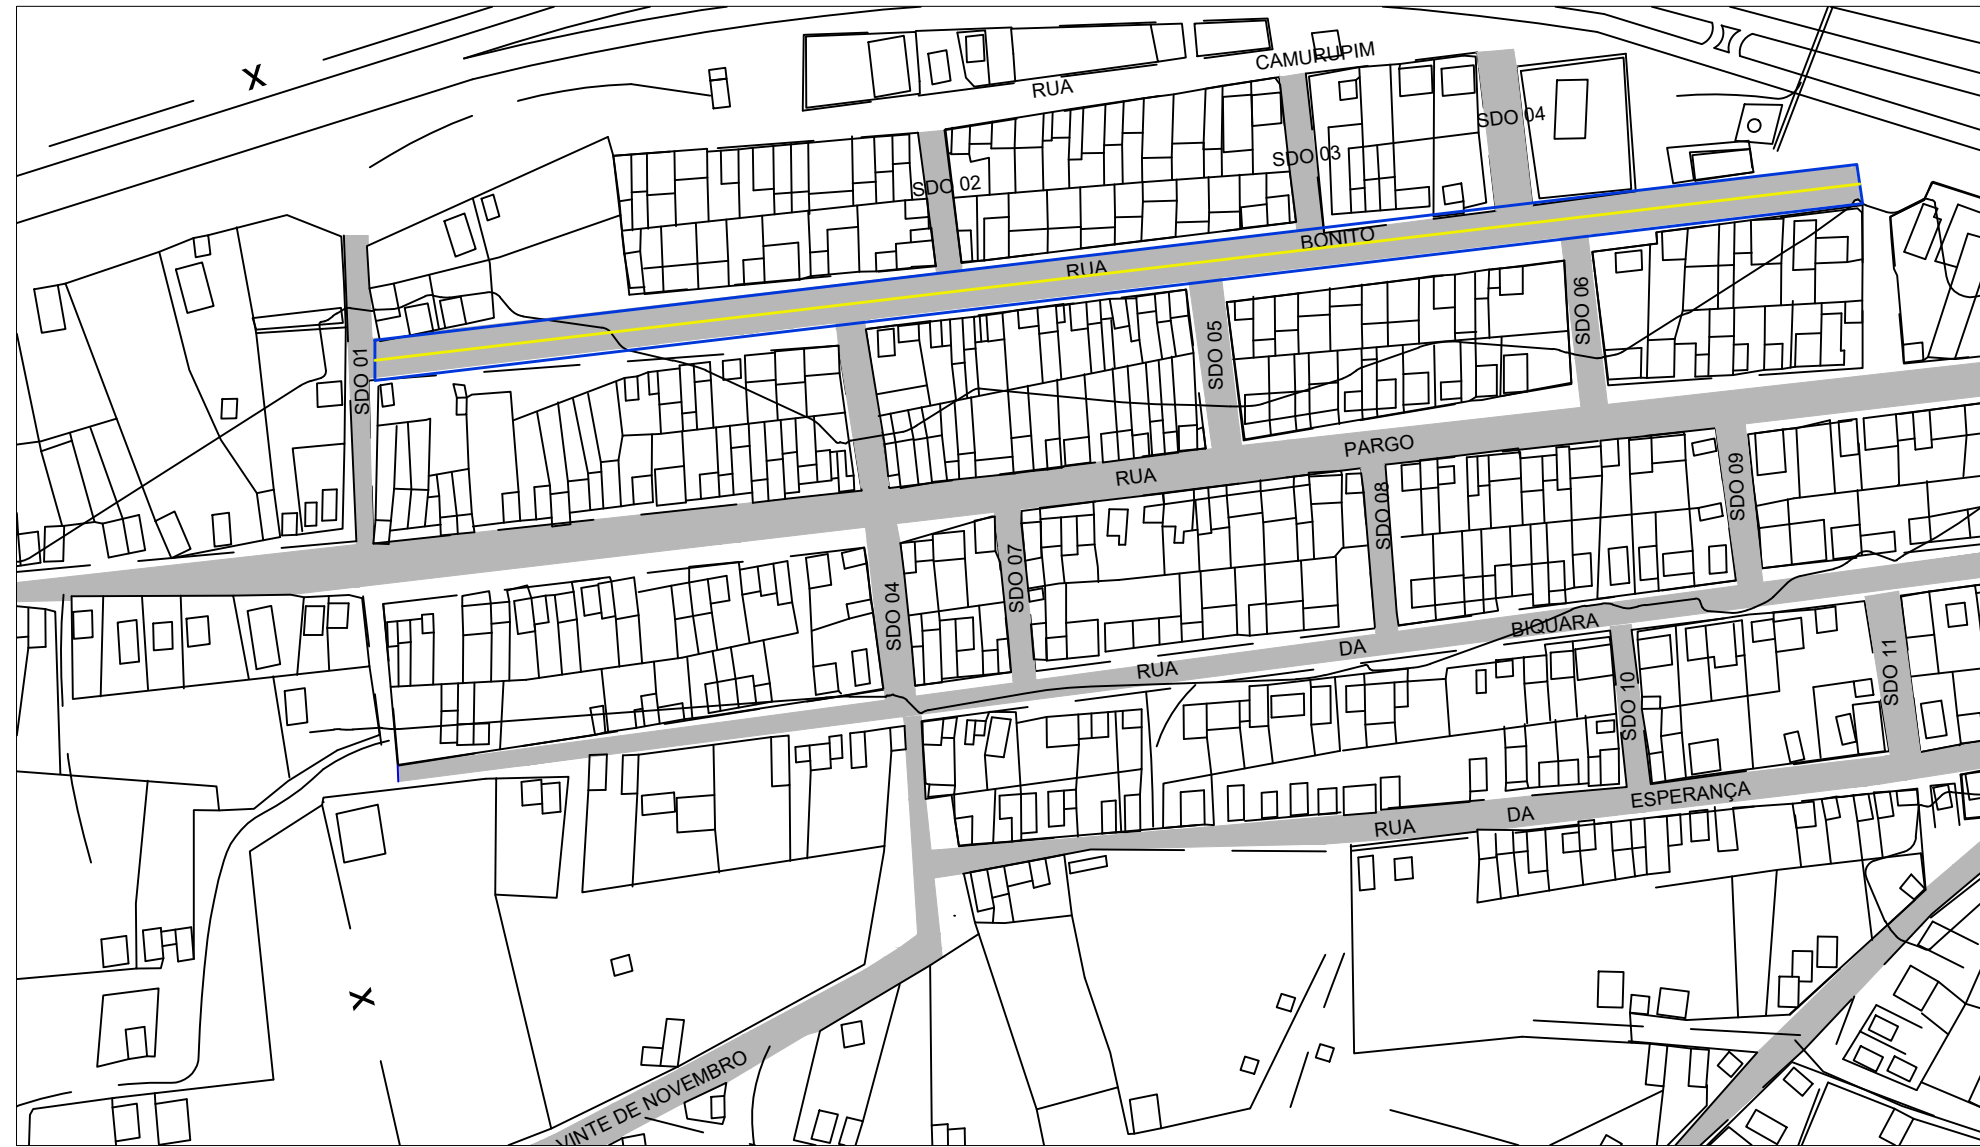 X
CAMURUPIM
RUA
SDO 04
SDO 03
SDO 02
BONITO
RUA
SDO 06
SDO 05
SDO 01
PARGO
RUA
SDO 09
SDO 08
SDO 07
SDO 04
BIQUARA
DA
RUA
SDO 11
SDO 10
ESPERANÇA
DA
RUA
X
VINTE DE NOVEMBRO